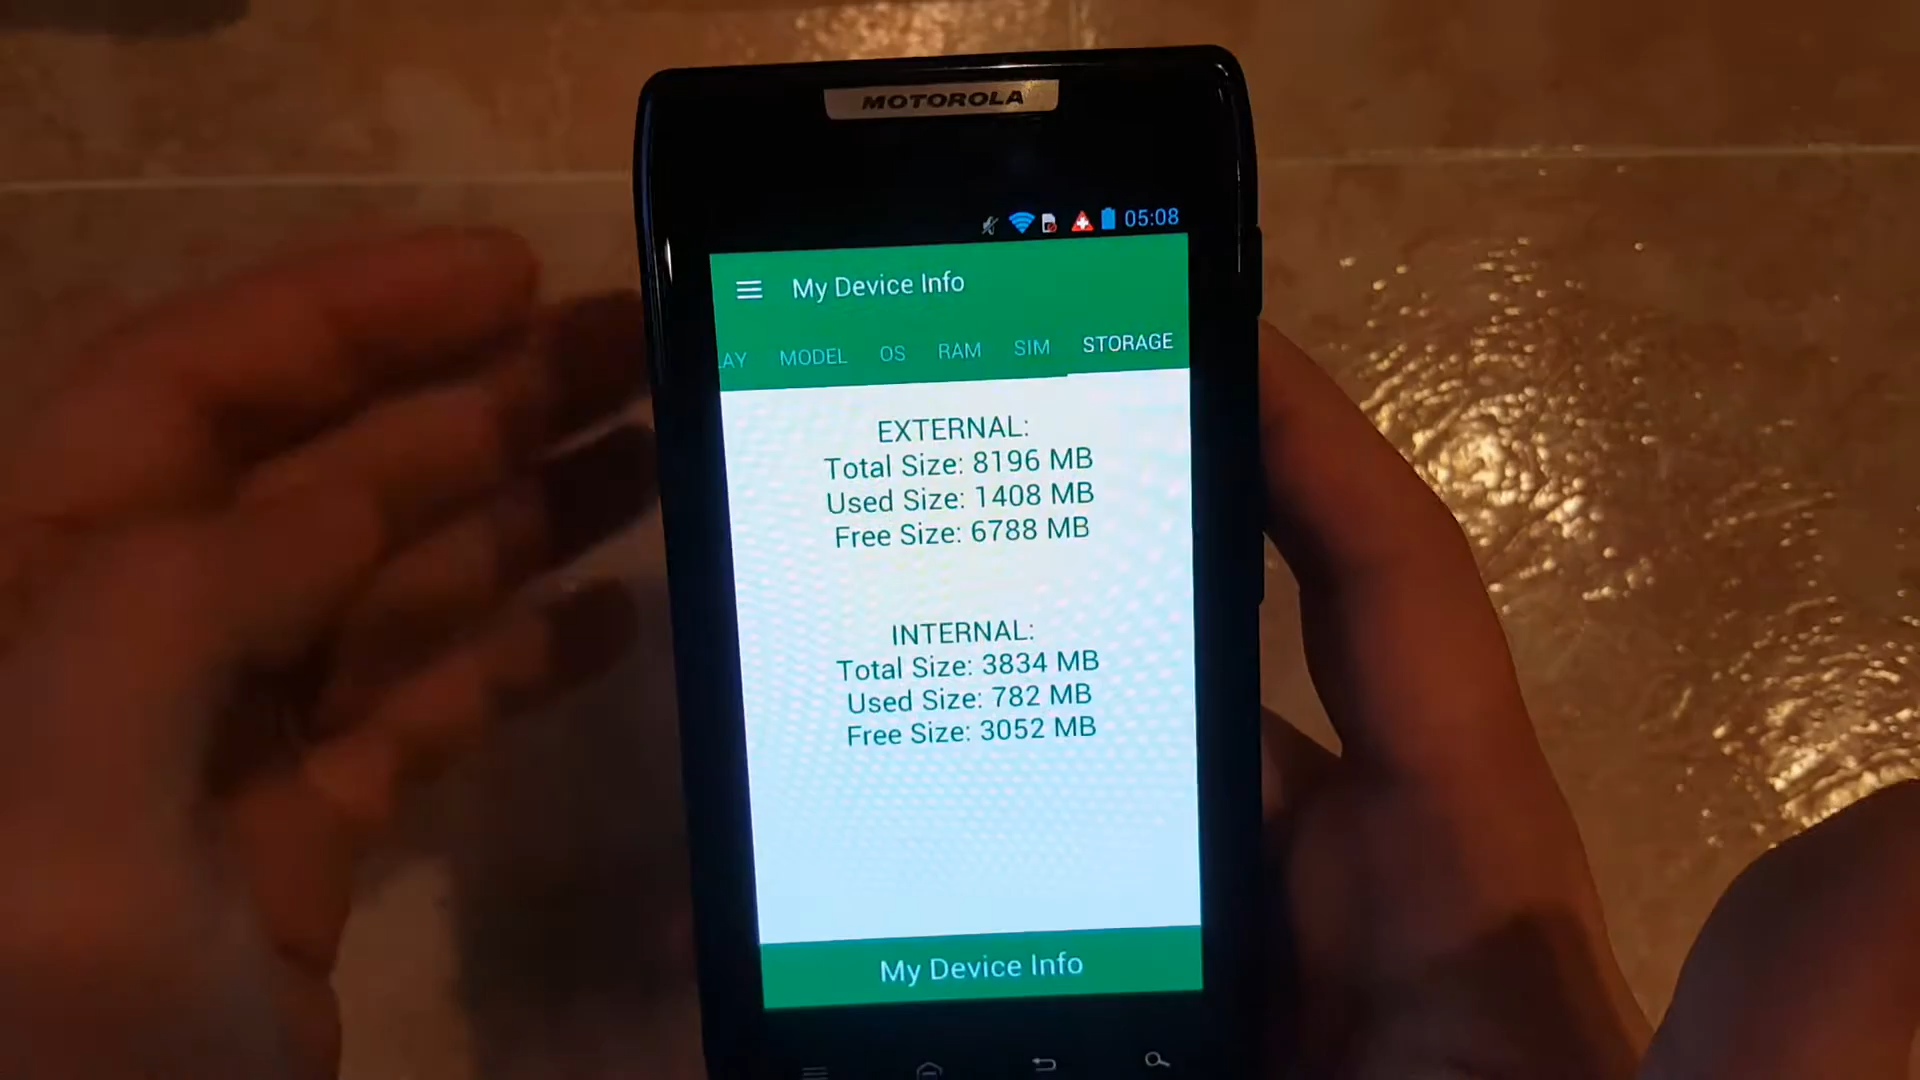 MOTOROLA
05:08
My Device Info
LAY MODEL OS RAM SIM STORAGE
EXTERNAL:
Total Size: 8196 MB
Used Size: 1408 MB
Free Size: 6788 MB
INTERNAL:
Total Size: 3834 MB
Used Size: 782 MB
Free Size: 3052 MB
My Device Info